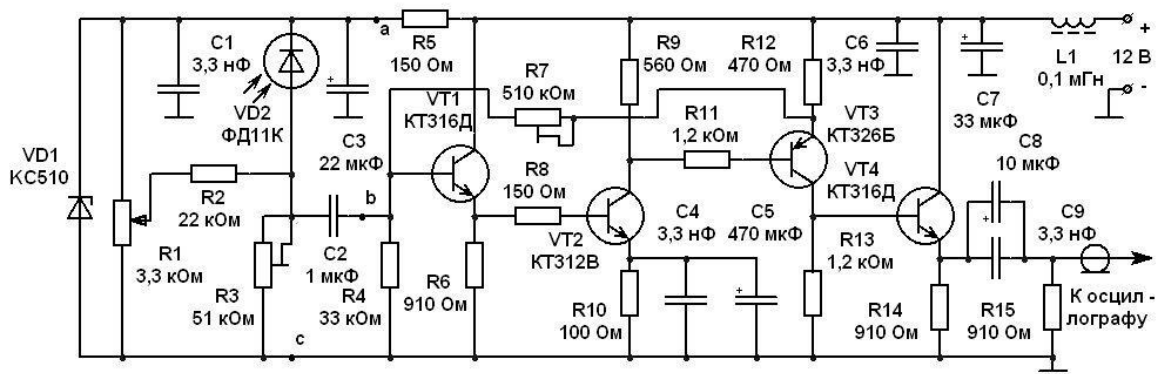 VD1
КС510
R1
3,3 кОм
C1
3,3 нФ
VD2
ФД11К
R2
22 кОм
R3
51 кОм
a
b
c
C3
22 мкФ
C2
1 мкФ
R4
33 кОм
R5
150 Ом
VT1
КТ316Д
R6
910 Ом
R7
510 кОм
R8
150 Ом
VT2
КТ312В
R9
560 Ом
R10
100 Ом
R11
1,2 кОм
C4
3,3 нФ
C5
470 мкФ
R12
470 Ом
VT3
КТ326Б
VT4
КТ316Д
R13
1,2 кОм
C6
3,3 нФ
R14
910 Ом
C7
33 мкФ
C8
10 мкФ
C9
3,3 нФ
R15
910 Ом
L1
0,1 мГн
+
12 В
-
К осцил -
лографу
+
+
+
+